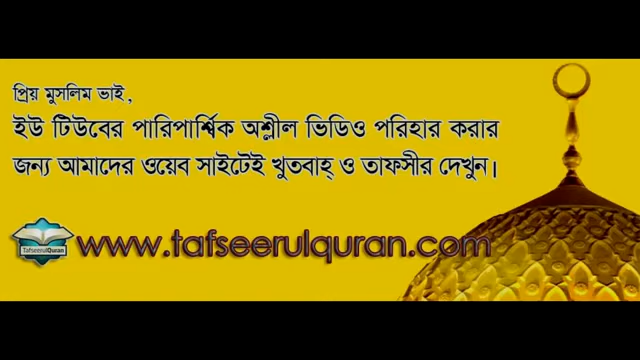 প্রিয় মুসলিম ভাই,
ইউ টিউবের পারিপার্শ্বিক অশ্লীল ভিডিও পরিহার করার
জন্য আমাদের ওয়েব সাইটেই খুতবাহ্ ও তাফসীর দেখুন।
TafseerulQuran
www.tafseerulquran.com